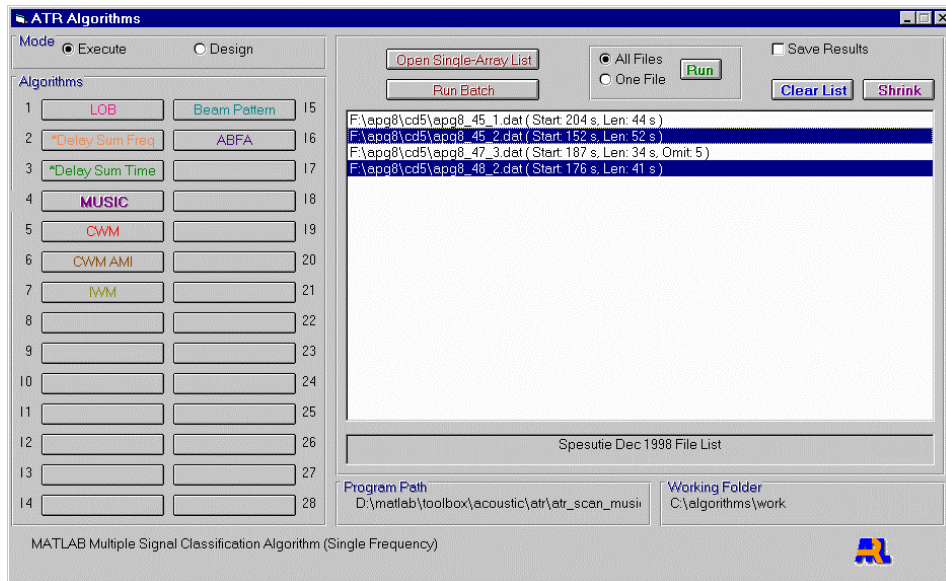 ATR Algorithms
Mode
Execute
Design
Algorithms
1 LOB Beam Pattern 15
2 *Delay Sum Freq ABFA 16
3 *Delay Sum Time 17
4 MUSIC 18
5 CWM 19
6 CWM AMI 20
7 IWM 21
8 22
9 23
10 24
11 25
12 26
13 27
14 28
Open Single-Array List
Run Batch
All Files
One File
Run
Save Results
Clear List
Shrink
F:\apg8\cd5\apg8_45_1.dat ( Start: 204 s, Len: 44 s )
F:\apg8\cd5\apg8_45_2.dat ( Start: 152 s, Len: 52 s )
F:\apg8\cd5\apg8_47_3.dat ( Start: 187 s, Len: 34 s, Omit: 5 )
F:\apg8\cd5\apg8_48_2.dat ( Start: 176 s, Len: 41 s )
Spesutie Dec 1998 File List
Program Path
D:\matlab\toolbox\acoustic\atr\atr_scan_musi
Working Folder
C:\algorithms\work
MATLAB Multiple Signal Classification Algorithm (Single Frequency)
ARL